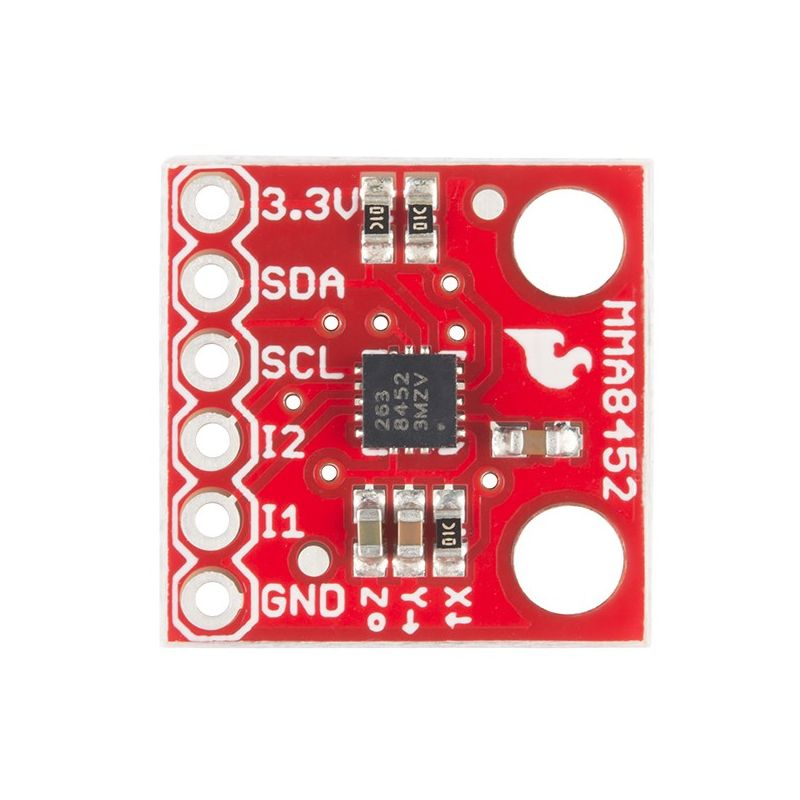 3.3V
01C
01C
SDA
SCL
I2
I1
GND
MMA8452
263
8452
3MZV
01C
Z
Y
X